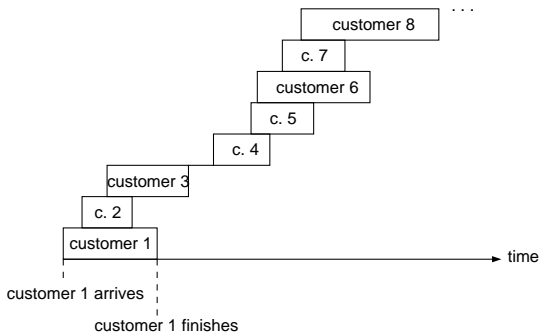 . . .
customer 8
c. 7
customer 6
c. 5
c. 4
customer 3
c. 2
customer 1
time
customer 1 arrives
customer 1 finishes